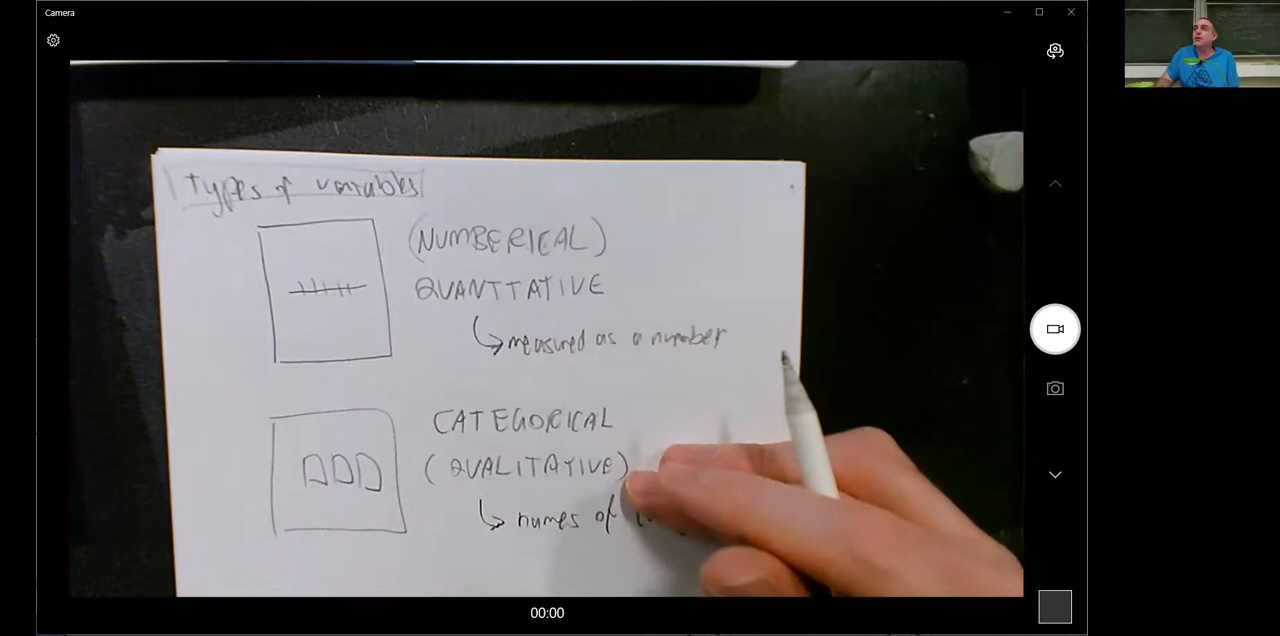 Camera
Types of variables
(NUMBERICAL)
QUANTTATIVE
↳ measured as a number
CATEGORICAL
(QUALITATIVE)
↳ names of
00:00